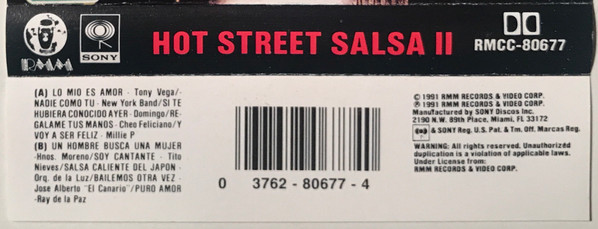 RMM
SONY
HOT STREET SALSA II
RMCC-80677
(A) LO MIO ES AMOR - Tony Vega/-
NADIE COMO TU - New York Band/SI TE
HUBIERA CONOCIDO AYER - Domingo/RE-
GALAME TUS MANOS - Cheo Feliciano/Y
VOY A SER FELIZ - Millie P
(B) UN HOMBRE BUSCA UNA MUJER
-Hnos. Moreno/SOY CANTANTE - Tito
Nieves/SALSA CALIENTE DEL JAPON -
Orq. de la Luz/BAILEMOS OTRA VEZ -
Jose Alberto "El Canario"/PURO AMOR
-Ray de la Paz
0 3762-80677-4
© 1991 RMM RECORDS & VIDEO CORP.
℗ 1991 RMM RECORDS & VIDEO CORP.
Manufactured by SONY Discos Inc.
2190 N.W. 89th Place, Miami, FL 33172
& SONY Reg. U.S. Pat. & Tm. Off. Marcas Reg.
WARNING: All rights reserved. Unauthorized
duplication is a violation of applicable laws.
Under License from:
RMM RECORDS & VIDEO CORP.